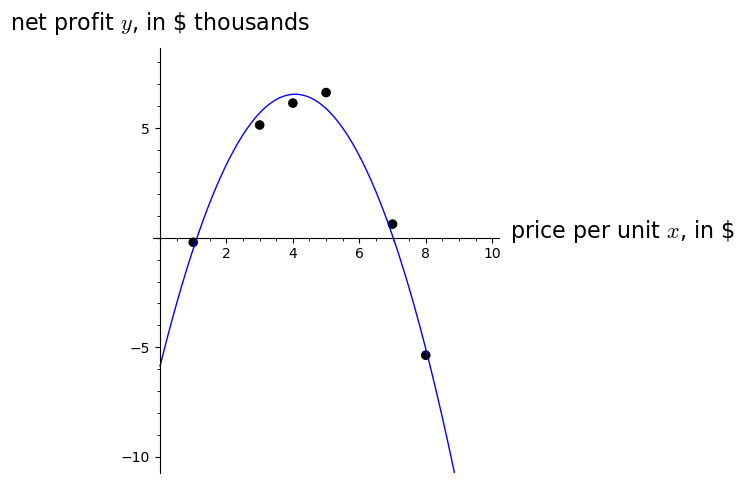 net profit y, in $ thousands
5
price per unit x, in $
2 4 6 8 10
−5
−10